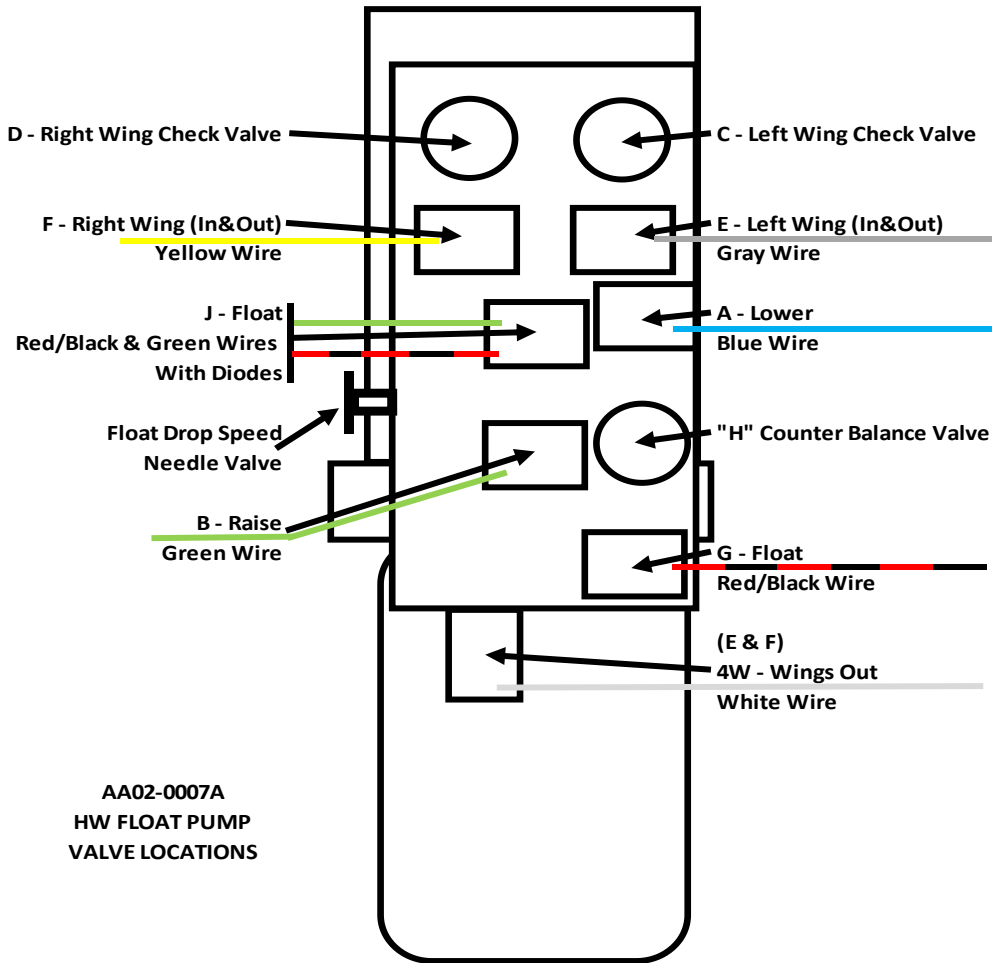 D - Right Wing Check Valve
C - Left Wing Check Valve
F - Right Wing (In&Out)
Yellow Wire
E - Left Wing (In&Out)
Gray Wire
J - Float
Red/Black & Green Wires
With Diodes
A - Lower
Blue Wire
Float Drop Speed
Needle Valve
"H" Counter Balance Valve
B - Raise
Green Wire
G - Float
Red/Black Wire
(E & F)
4W - Wings Out
White Wire
AA02-0007A
HW FLOAT PUMP
VALVE LOCATIONS